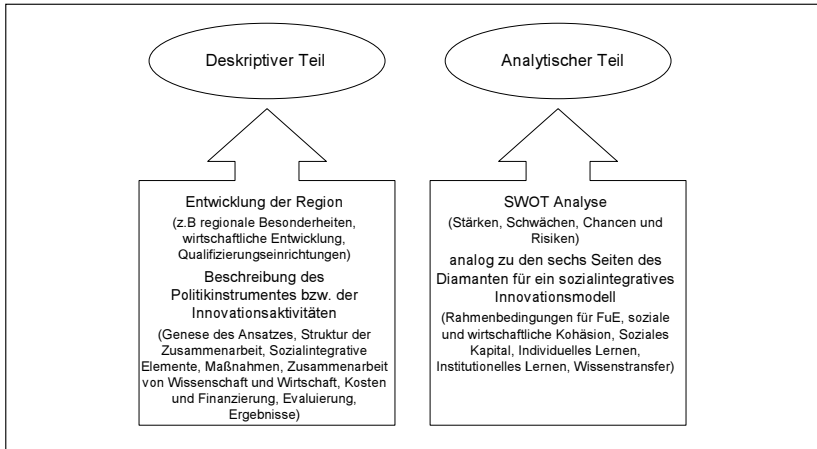 Deskriptiver Teil
Analytischer Teil
Entwicklung der Region
(z.B regionale Besonderheiten,
wirtschaftliche Entwicklung,
Qualifizierungseinrichtungen)
Beschreibung des
Politikinstrumentes bzw. der
Innovationsaktivitäten
(Genese des Ansatzes, Struktur der
Zusammenarbeit, Sozialintegrative
Elemente, Maßnahmen, Zusammenarbeit
von Wissenschaft und Wirtschaft, Kosten
und Finanzierung, Evaluierung,
Ergebnisse)
SWOT Analyse
(Stärken, Schwächen, Chancen und
Risiken)
analog zu den sechs Seiten des
Diamanten für ein sozialintegratives
Innovationsmodell
(Rahmenbedingungen für FuE, soziale
und wirtschaftliche Kohäsion, Soziales
Kapital, Individuelles Lernen,
Institutionelles Lernen, Wissenstransfer)